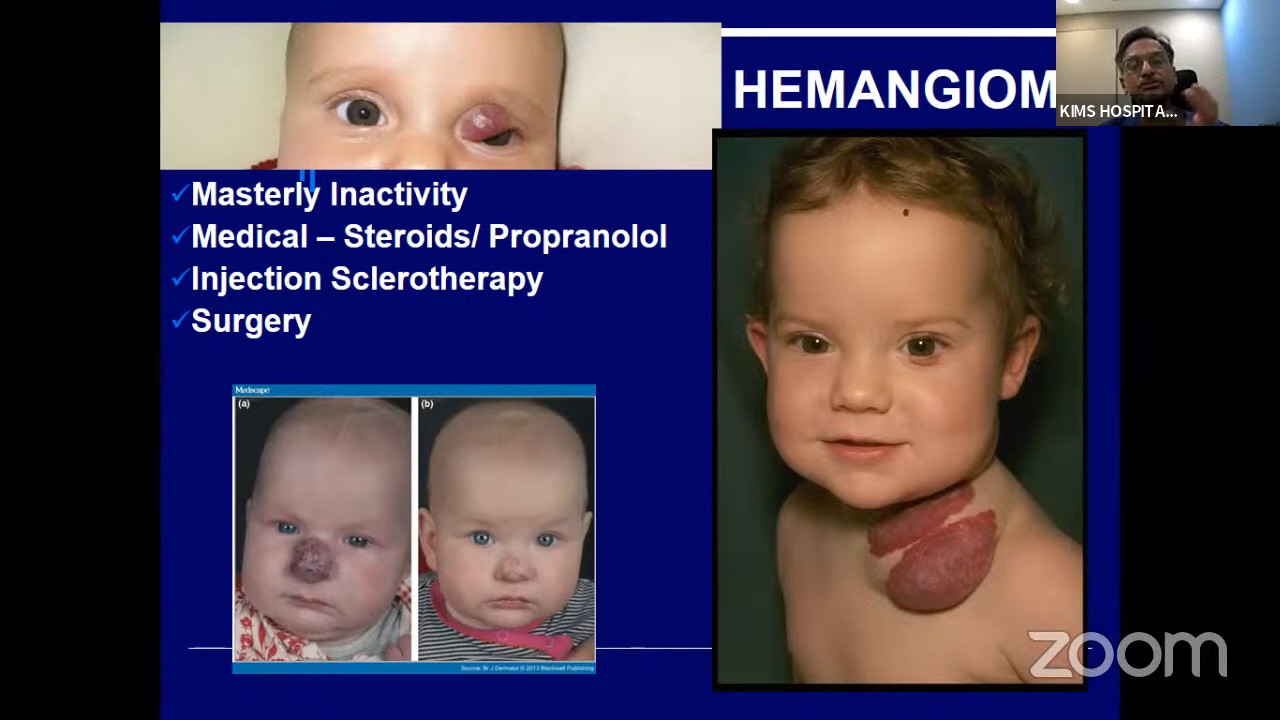 HEMANGIOM
KIMS HOSPITA...
✓Masterly Inactivity
✓Medical – Steroids/ Propranolol
✓Injection Sclerotherapy
✓Surgery
Medscape
(a)
(b)
Source: Br J Dermatol © 2013 Blackwell Publishing
zoom